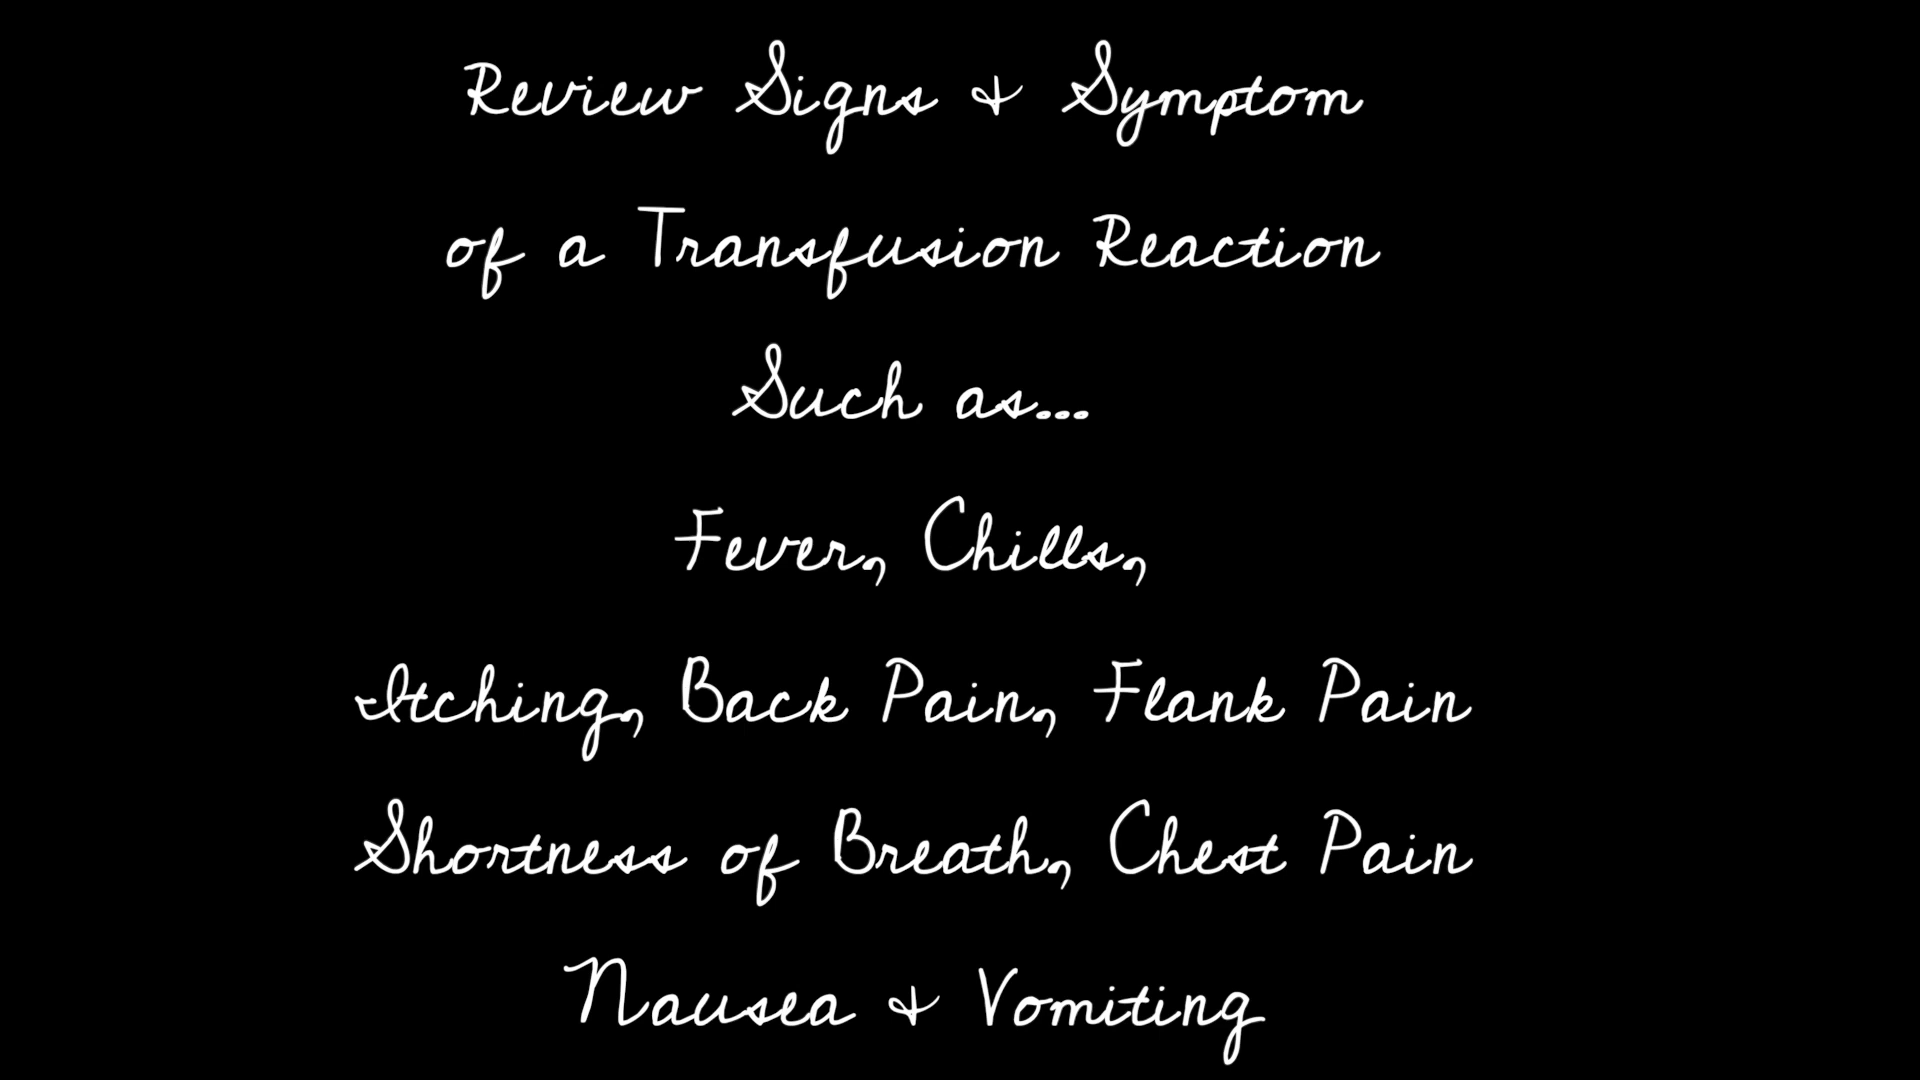 Review Signs & Symptom
of a Transfusion Reaction
Such as...
Fever, Chills,
Itching, Back Pain, Flank Pain
Shortness of Breath, Chest Pain
Nausea & Vomiting